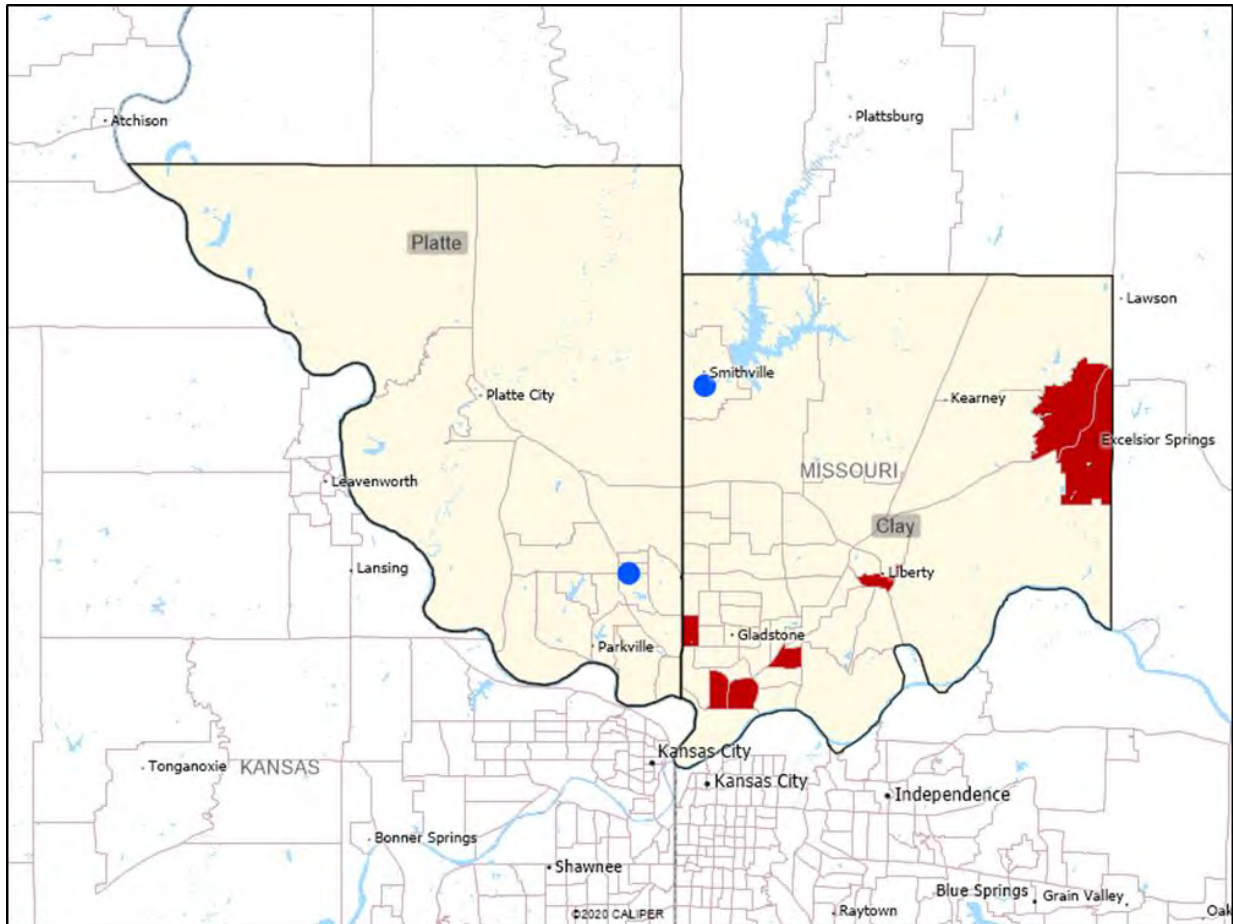 Atchison
Plattsburg
Platte
Lawson
Smithville
Platte City
Kearney
Excelsior Springs
MISSOURI
Leavenworth
Clay
Lansing
Liberty
Gladstone
Parkville
Kansas City
Tonganoxie
KANSAS
Kansas City
Independence
Bonner Springs
Shawnee
Blue Springs
Grain Valley
©2020 CALIPER
Raytown
Oak